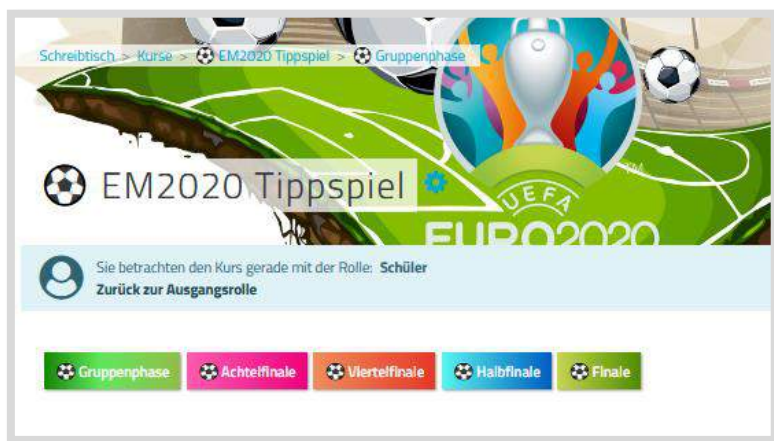 Schreibtisch > Kurse > EM2020 Tippspiel > Gruppenphase
EM2020 Tippspiel
TM
UEFA
EURO2020
Sie betrachten den Kurs gerade mit der Rolle: Schüler
Zurück zur Ausgangsrolle
Gruppenphase
Achtelfinale
Viertelfinale
Halbfinale
Finale